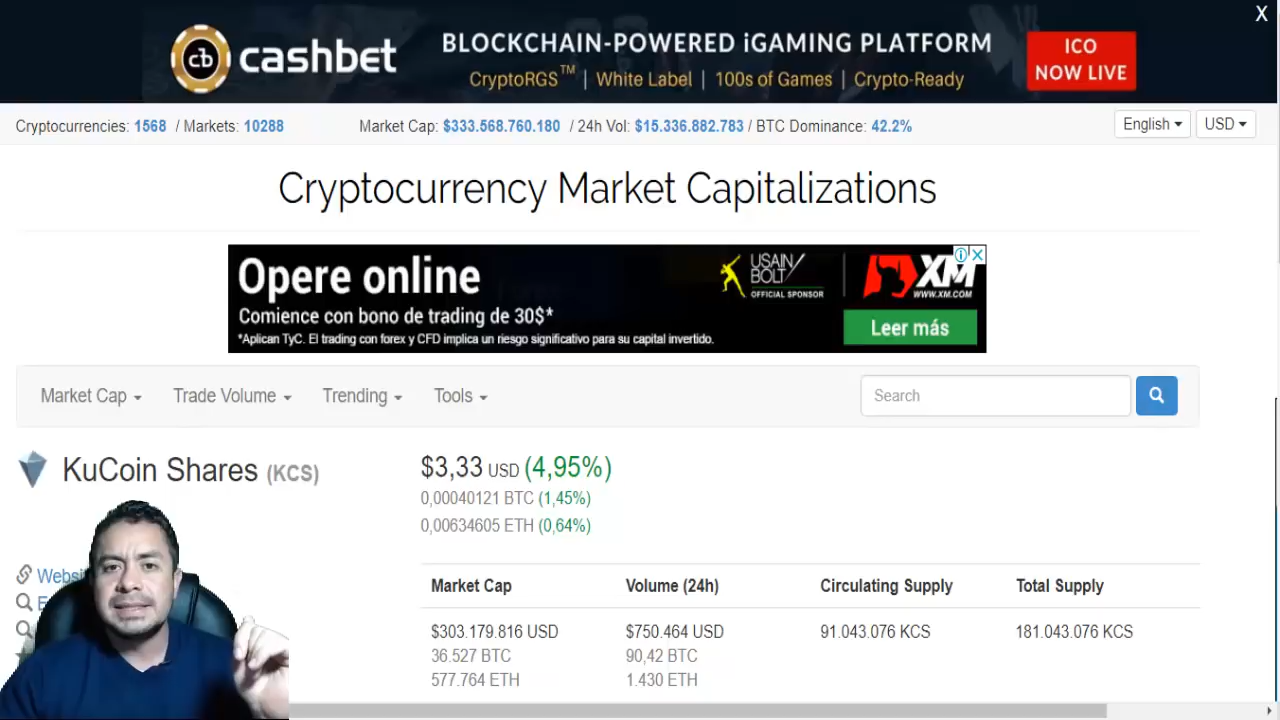 X
cb cashbet
BLOCKCHAIN-POWERED iGAMING PLATFORM
CryptoRGS™ | White Label | 100s of Games | Crypto-Ready
ICO
NOW LIVE
Cryptocurrencies: 1568 / Markets: 10288
Market Cap: $333.568.760.180 / 24h Vol: $15.336.882.783 / BTC Dominance: 42.2%
English
USD
Cryptocurrency Market Capitalizations
Opere online
Comience con bono de trading de 30$*
*Aplican TyC. El trading con forex y CFD implica un riesgo significativo para su capital invertido.
USAIN
BOLT
OFFICIAL SPONSOR
XM
WWW.XM.COM
Leer más
Market Cap
Trade Volume
Trending
Tools
Search
KuCoin Shares (KCS)
$3,33 USD (4,95%)
0,00040121 BTC (1,45%)
0,00634605 ETH (0,64%)
Market Cap
Volume (24h)
Circulating Supply
Total Supply
$303.179.816 USD
$750.464 USD
91.043.076 KCS
181.043.076 KCS
36.527 BTC
90,42 BTC
577.764 ETH
1.430 ETH